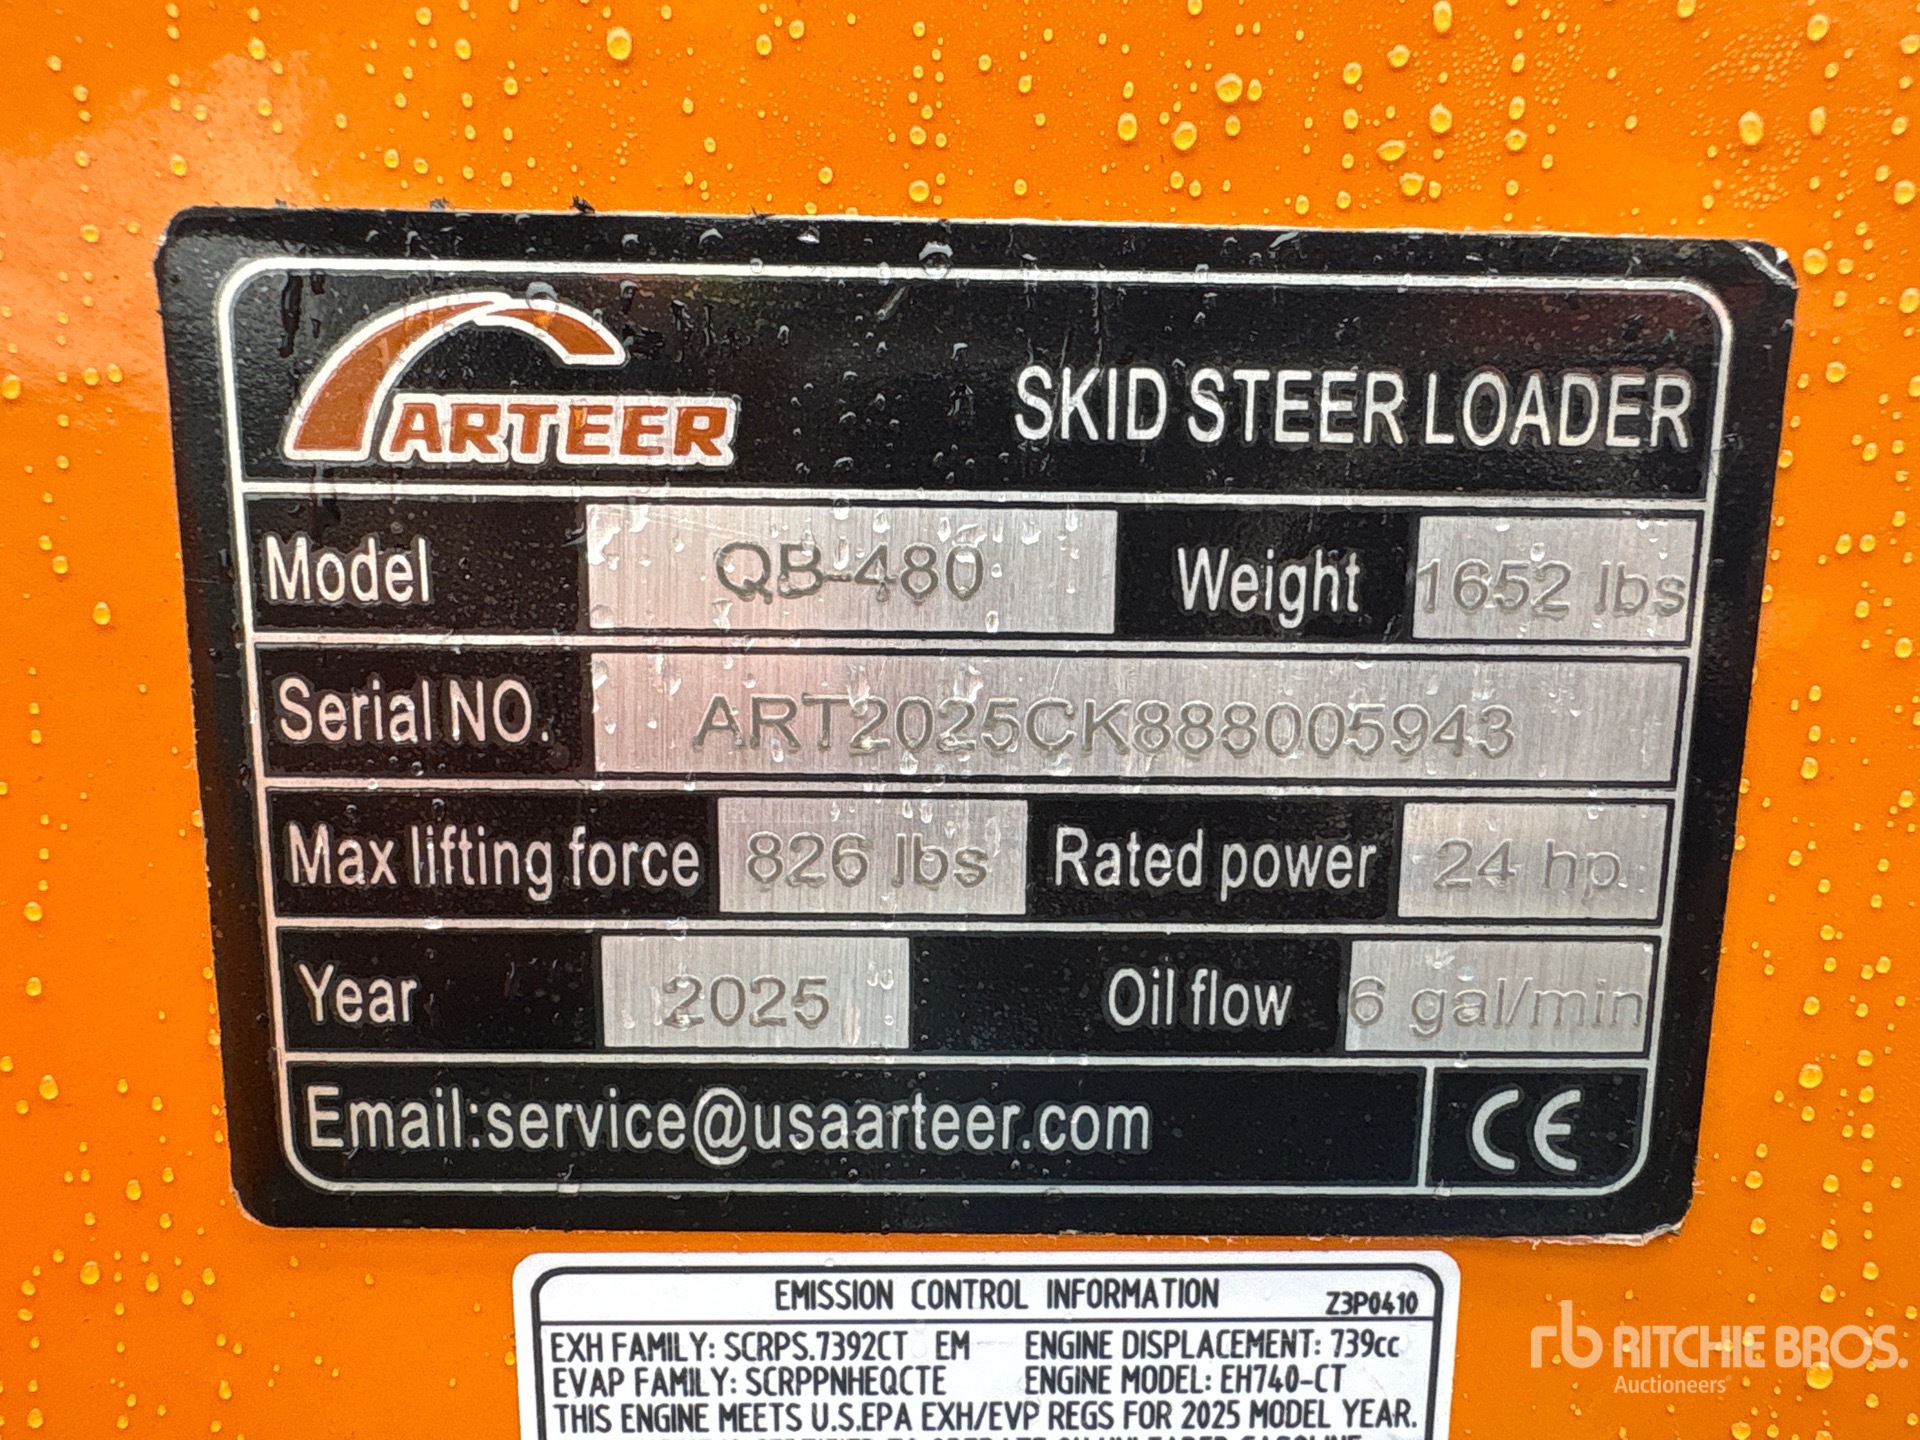 ARTEER
SKID STEER LOADER
Model QB-480 Weight 1652 lbs
Serial NO. ART2025CK888005943
Max lifting force 826 lbs Rated power 24 hp
Year 2025 Oil flow 6 gal/min
Email:service@usaarteer.com CE
EMISSION CONTROL INFORMATION Z3P0410
EXH FAMILY: SCRPS.7392CT EM ENGINE DISPLACEMENT: 739cc
EVAP FAMILY: SCRPPNHEQCTE ENGINE MODEL: EH740-CT
THIS ENGINE MEETS U.S.EPA EXH/EVP REGS FOR 2025 MODEL YEAR.
rb RITCHIE BROS.
Auctioneers